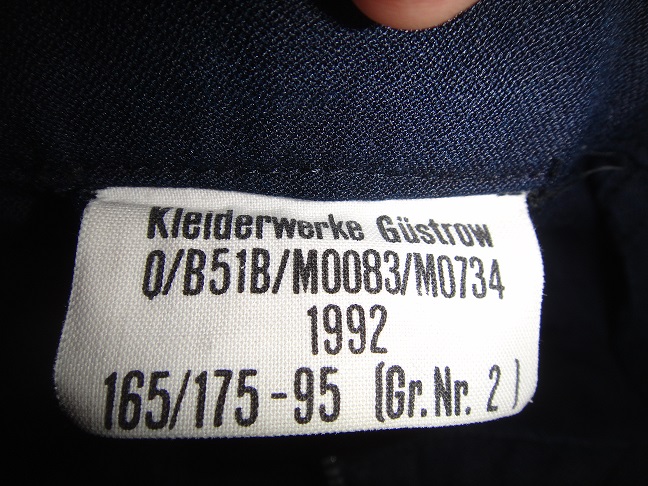 Kleiderwerke Güstrow
Q/B51B/M0083/M0734
1992
165/175-95 (Gr. Nr. 2)